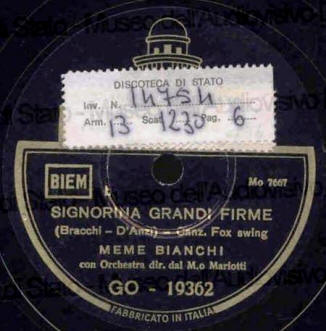 DISCOTECA DI STATO
Inv. N. 14754
Arm. 13 Scaf. 1230 Pag. 6
BIEM
Mo 7667
SIGNORINA GRANDI FIRME
(Bracchi - D'Anzi) - Canz. Fox swing
MEME BIANCHI
con Orchestra dir. dal M.o Mariotti
GO - 19362
FABBRICATO IN ITALIA